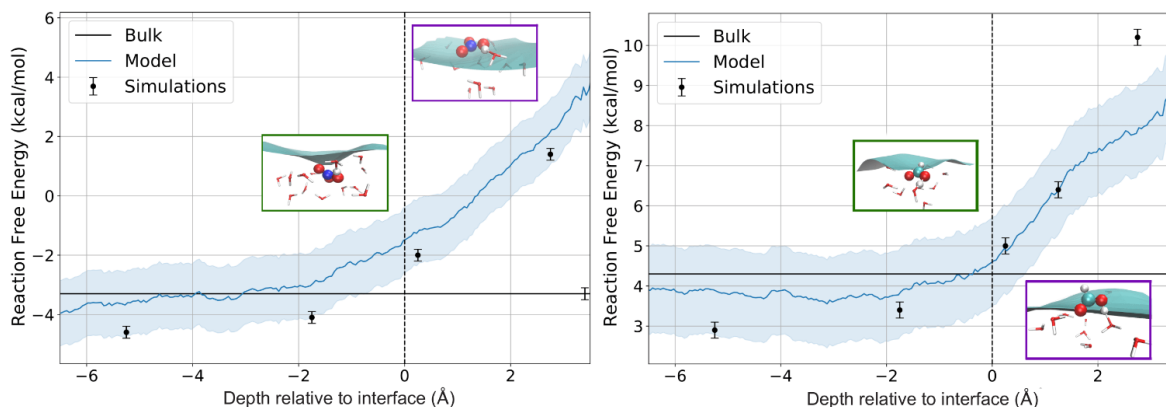 Reaction Free Energy (kcal/mol)
6
4
2
0
−2
−4
−6
−4
−2
0
2
Depth relative to interface (Å)
Bulk
Model
Simulations
Reaction Free Energy (kcal/mol)
10
9
8
7
6
5
4
3
−6
−4
−2
0
2
Depth relative to interface (Å)
Bulk
Model
Simulations